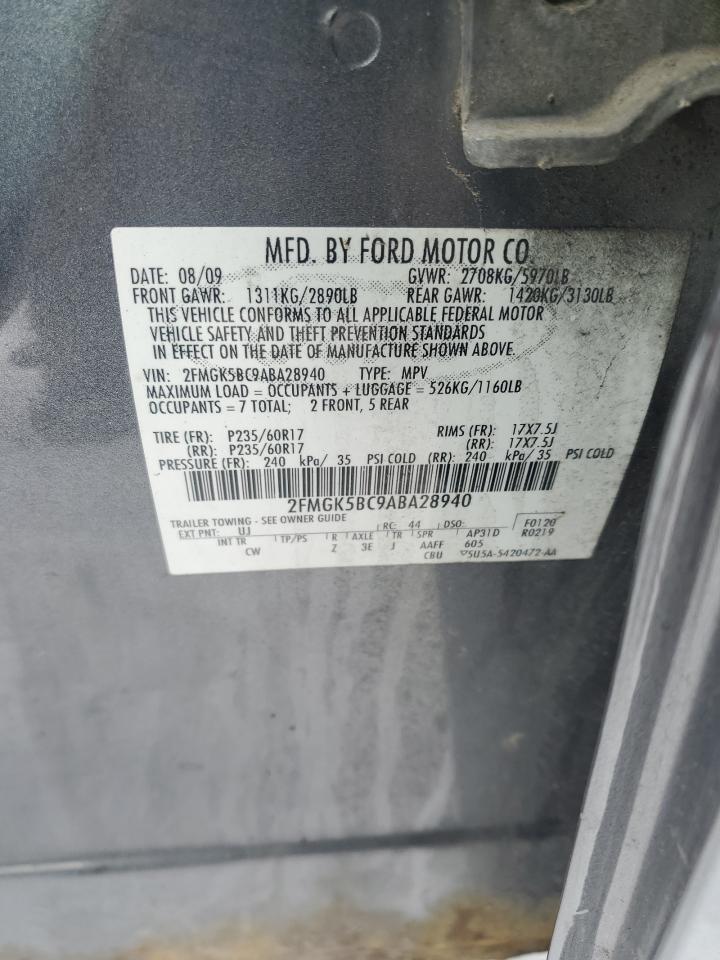 MFD. BY FORD MOTOR CO.
DATE: 08/09 GVWR: 2708KG/5970LB
FRONT GAWR: 1311KG/2890LB REAR GAWR: 1420KG/3130LB
THIS VEHICLE CONFORMS TO ALL APPLICABLE FEDERAL MOTOR
VEHICLE SAFETY AND THEFT PREVENTION STANDARDS
IN EFFECT ON THE DATE OF MANUFACTURE SHOWN ABOVE.
VIN: 2FMGK5BC9ABA28940 TYPE: MPV
MAXIMUM LOAD = OCCUPANTS + LUGGAGE = 526KG/1160LB
OCCUPANTS = 7 TOTAL; 2 FRONT, 5 REAR
TIRE (FR): P235/60R17 RIMS (FR): 17X7.5J
(RR): P235/60R17 (RR): 17X7.5J
PRESSURE (FR): 240 kPa/ 35 PSI COLD (RR): 240 kPa/ 35 PSI COLD
2FMGK5BC9ABA28940
TRAILER TOWING - SEE OWNER GUIDE
EXT PNT: UJ RC: 44 DSO: F0120
INT TR TP/PS R AXLE TR SPR AP31D R0219
CW Z 3E J AAFF 605
CBU 5U5A-5420472-AA